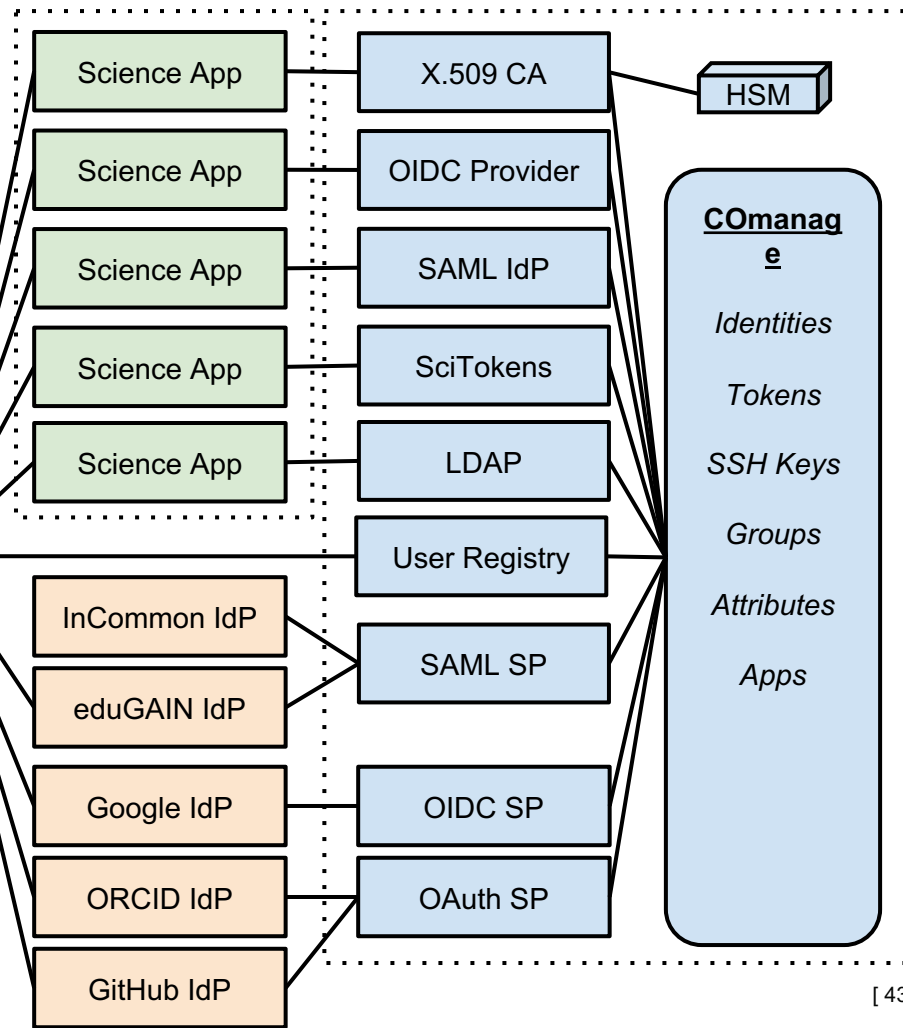 Science App
X.509 CA
HSM
Science App
OIDC Provider
COmanag
e
Science App
SAML IdP
Identities
Science App
SciTokens
Tokens
Science App
LDAP
SSH Keys
Groups
User Registry
Attributes
InCommon IdP
SAML SP
Apps
eduGAIN IdP
Google IdP
OIDC SP
ORCID IdP
OAuth SP
GitHub IdP
[ 43